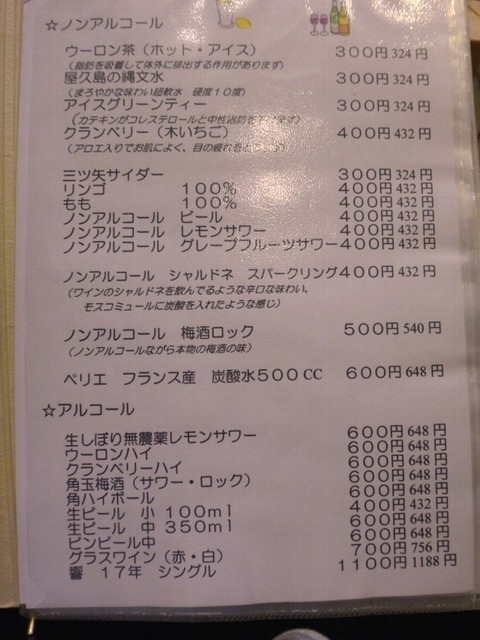 ☆ノンアルコール
ウーロン茶（ホット・アイス） 300円 324円
（脂肪を吸着して体外に排出する作用があります）
屋久島の縄文水 300円 324円
（まろやかな味わい超軟水 硬度10度）
アイスグリーンティー 300円 324円
（カテキンがコレステロールと中性脂肪を
クランベリー（木いちご） 400円 432円
（アロエ入りでお肌によく、目の疲れを
三ツ矢サイダー 300円 324円
リンゴ 100% 400円 432円
もも 100% 400円 432円
ノンアルコール ビール 400円 432円
ノンアルコール レモンサワー 400円 432円
ノンアルコール グレープフルーツサワー 400円 432円
ノンアルコール シャルドネ スパークリング 400円 432円
（ワインのシャルドネを飲んでるような辛口な味わい、
モスコミュールに炭酸を入れたような感じ）
ノンアルコール 梅酒ロック 500円 540円
（ノンアルコールながら本物の梅酒の味）
ペリエ フランス産 炭酸水500CC 600円 648円
☆アルコール
生しぼり無農薬レモンサワー 600円 648円
ウーロンハイ 600円 648円
クランベリーハイ 600円 648円
角玉梅酒（サワー・ロック） 600円 648円
角ハイボール 600円 648円
生ビール 小 100ml 400円 432円
生ビール 中 350ml 600円 648円
ビンビール中 600円 648円
グラスワイン（赤・白） 700円 756円
響 17年 シングル 1100円 1188円